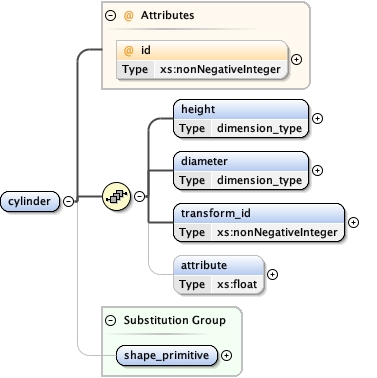 Attributes
@ id
Type xs:nonNegativeInteger
height
Type dimension_type
diameter
Type dimension_type
cylinder
transform_id
Type xs:nonNegativeInteger
attribute
Type xs:float
Substitution Group
shape_primitive